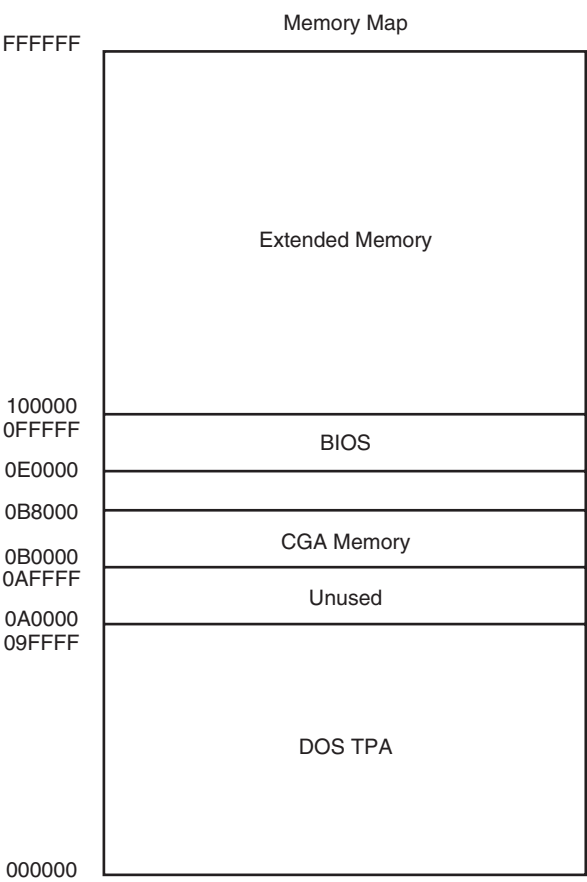 Memory Map
FFFFFF
Extended Memory
100000
0FFFFF
BIOS
0E0000
0B8000
CGA Memory
0B0000
0AFFFF
Unused
0A0000
09FFFF
DOS TPA
000000